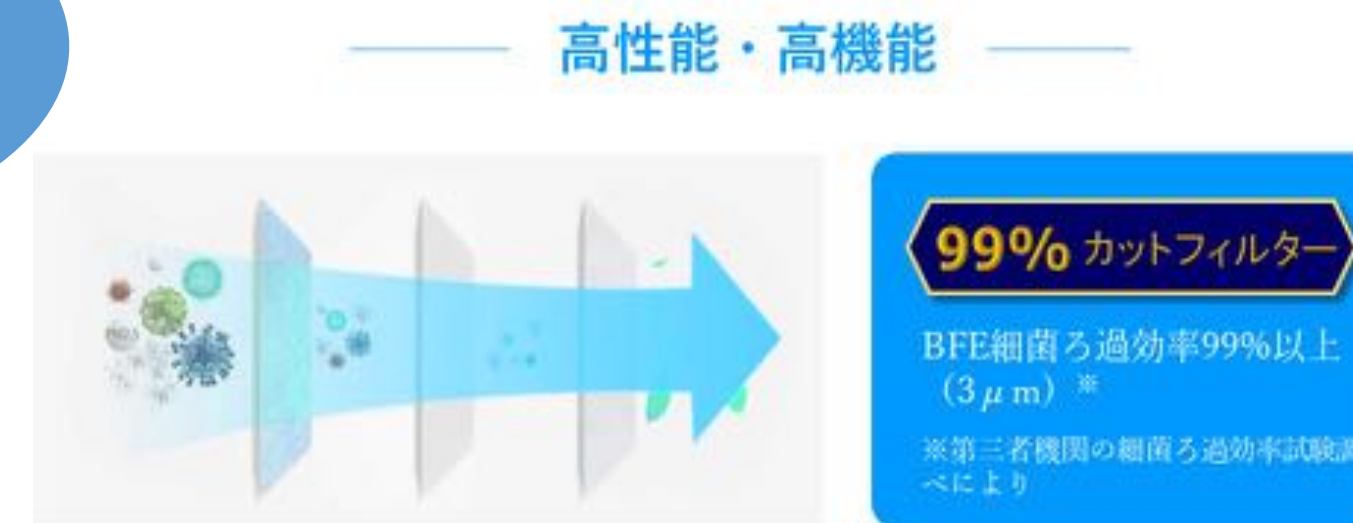 高性能・高機能
99% カットフィルター
BFE細菌ろ過効率99%以上
（3μm）※
※第三者機関の細菌ろ過効率試験調
べにより